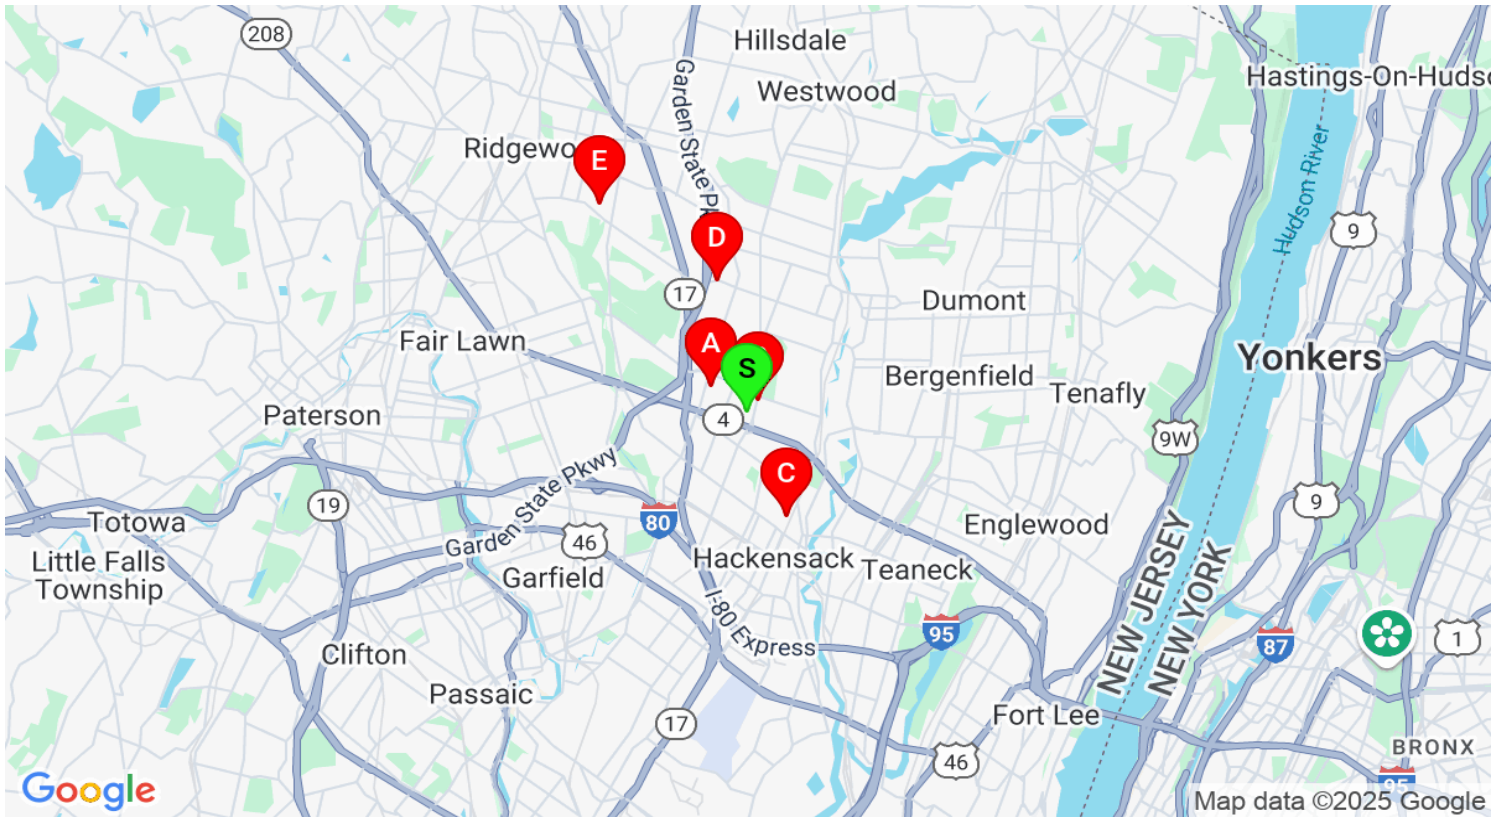 208
Hillsdale
Westwood
Hastings-On-Huds
Garden State P
Ridgewo
E
Hudson River
D
9
17
Dumont
Fair Lawn
A
S
Yonkers
Bergenfield
Tenafly
Paterson
4
9W
C
Garden State Pkwy
19
80
9
Totowa
46
Englewood
Little Falls
Township
Hackensack
Teaneck
Garfield
NEW JERSEY
NEW YORK
I-80 Express
95
87
1
Clifton
Passaic
17
Fort Lee
46
BRONX
95
Google
Map data ©2025 Google